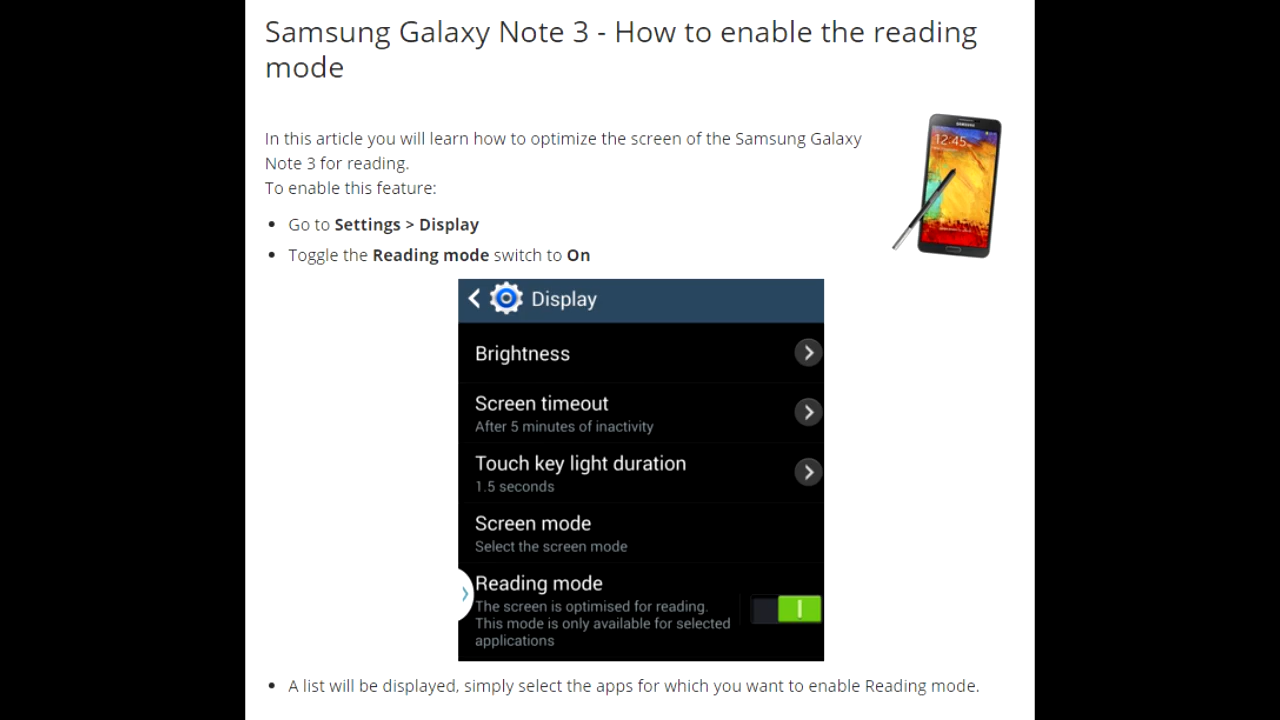 Samsung Galaxy Note 3 - How to enable the reading
mode
In this article you will learn how to optimize the screen of the Samsung Galaxy
Note 3 for reading.
To enable this feature:
• Go to Settings > Display
• Toggle the Reading mode switch to On
SAMSUNG
12:45
Display
Brightness
Screen timeout
After 5 minutes of inactivity
Touch key light duration
1.5 seconds
Screen mode
Select the screen mode
Reading mode
The screen is optimised for reading.
This mode is only available for selected
applications
• A list will be displayed, simply select the apps for which you want to enable Reading mode.